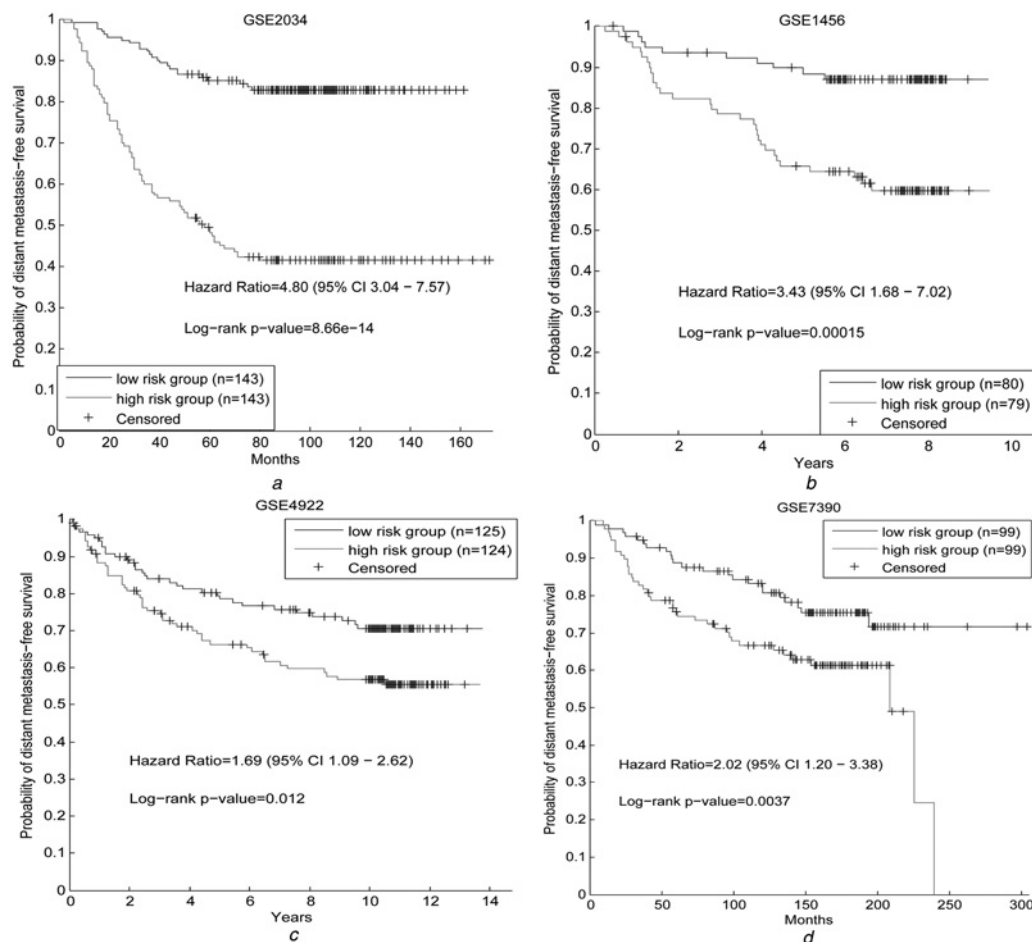 GSE2034
Probability of distant metastasis-free survival
1
0.9
0.8
0.7
0.6
0.5
0.4
0.3
0.2
0.1
0
Hazard Ratio=4.80 (95% CI 3.04 − 7.57)
Log−rank p−value=8.66e−14
low risk group (n=143)
high risk group (n=143)
Censored
0 20 40 60 80 100 120 140 160
Months
a
GSE1456
Probability of distant metastasis-free survival
1
0.9
0.8
0.7
0.6
0.5
0.4
0.3
0.2
0.1
0
Hazard Ratio=3.43 (95% CI 1.68 − 7.02)
Log−rank p−value=0.00015
low risk group (n=80)
high risk group (n=79)
Censored
0 2 4 6 8 10
Years
b
GSE4922
Probability of distant metastasis-free survival
1
0.9
0.8
0.7
0.6
0.5
0.4
0.3
0.2
0.1
0
low risk group (n=125)
high risk group (n=124)
Censored
Hazard Ratio=1.69 (95% CI 1.09 − 2.62)
Log−rank p−value=0.012
0 2 4 6 8 10 12 14
Years
c
GSE7390
Probability of distant metastasis-free survival
1
0.9
0.8
0.7
0.6
0.5
0.4
0.3
0.2
0.1
0
low risk group (n=99)
high risk group (n=99)
Censored
Hazard Ratio=2.02 (95% CI 1.20 − 3.38)
Log−rank p−value=0.0037
0 50 100 150 200 250 300
Months
d